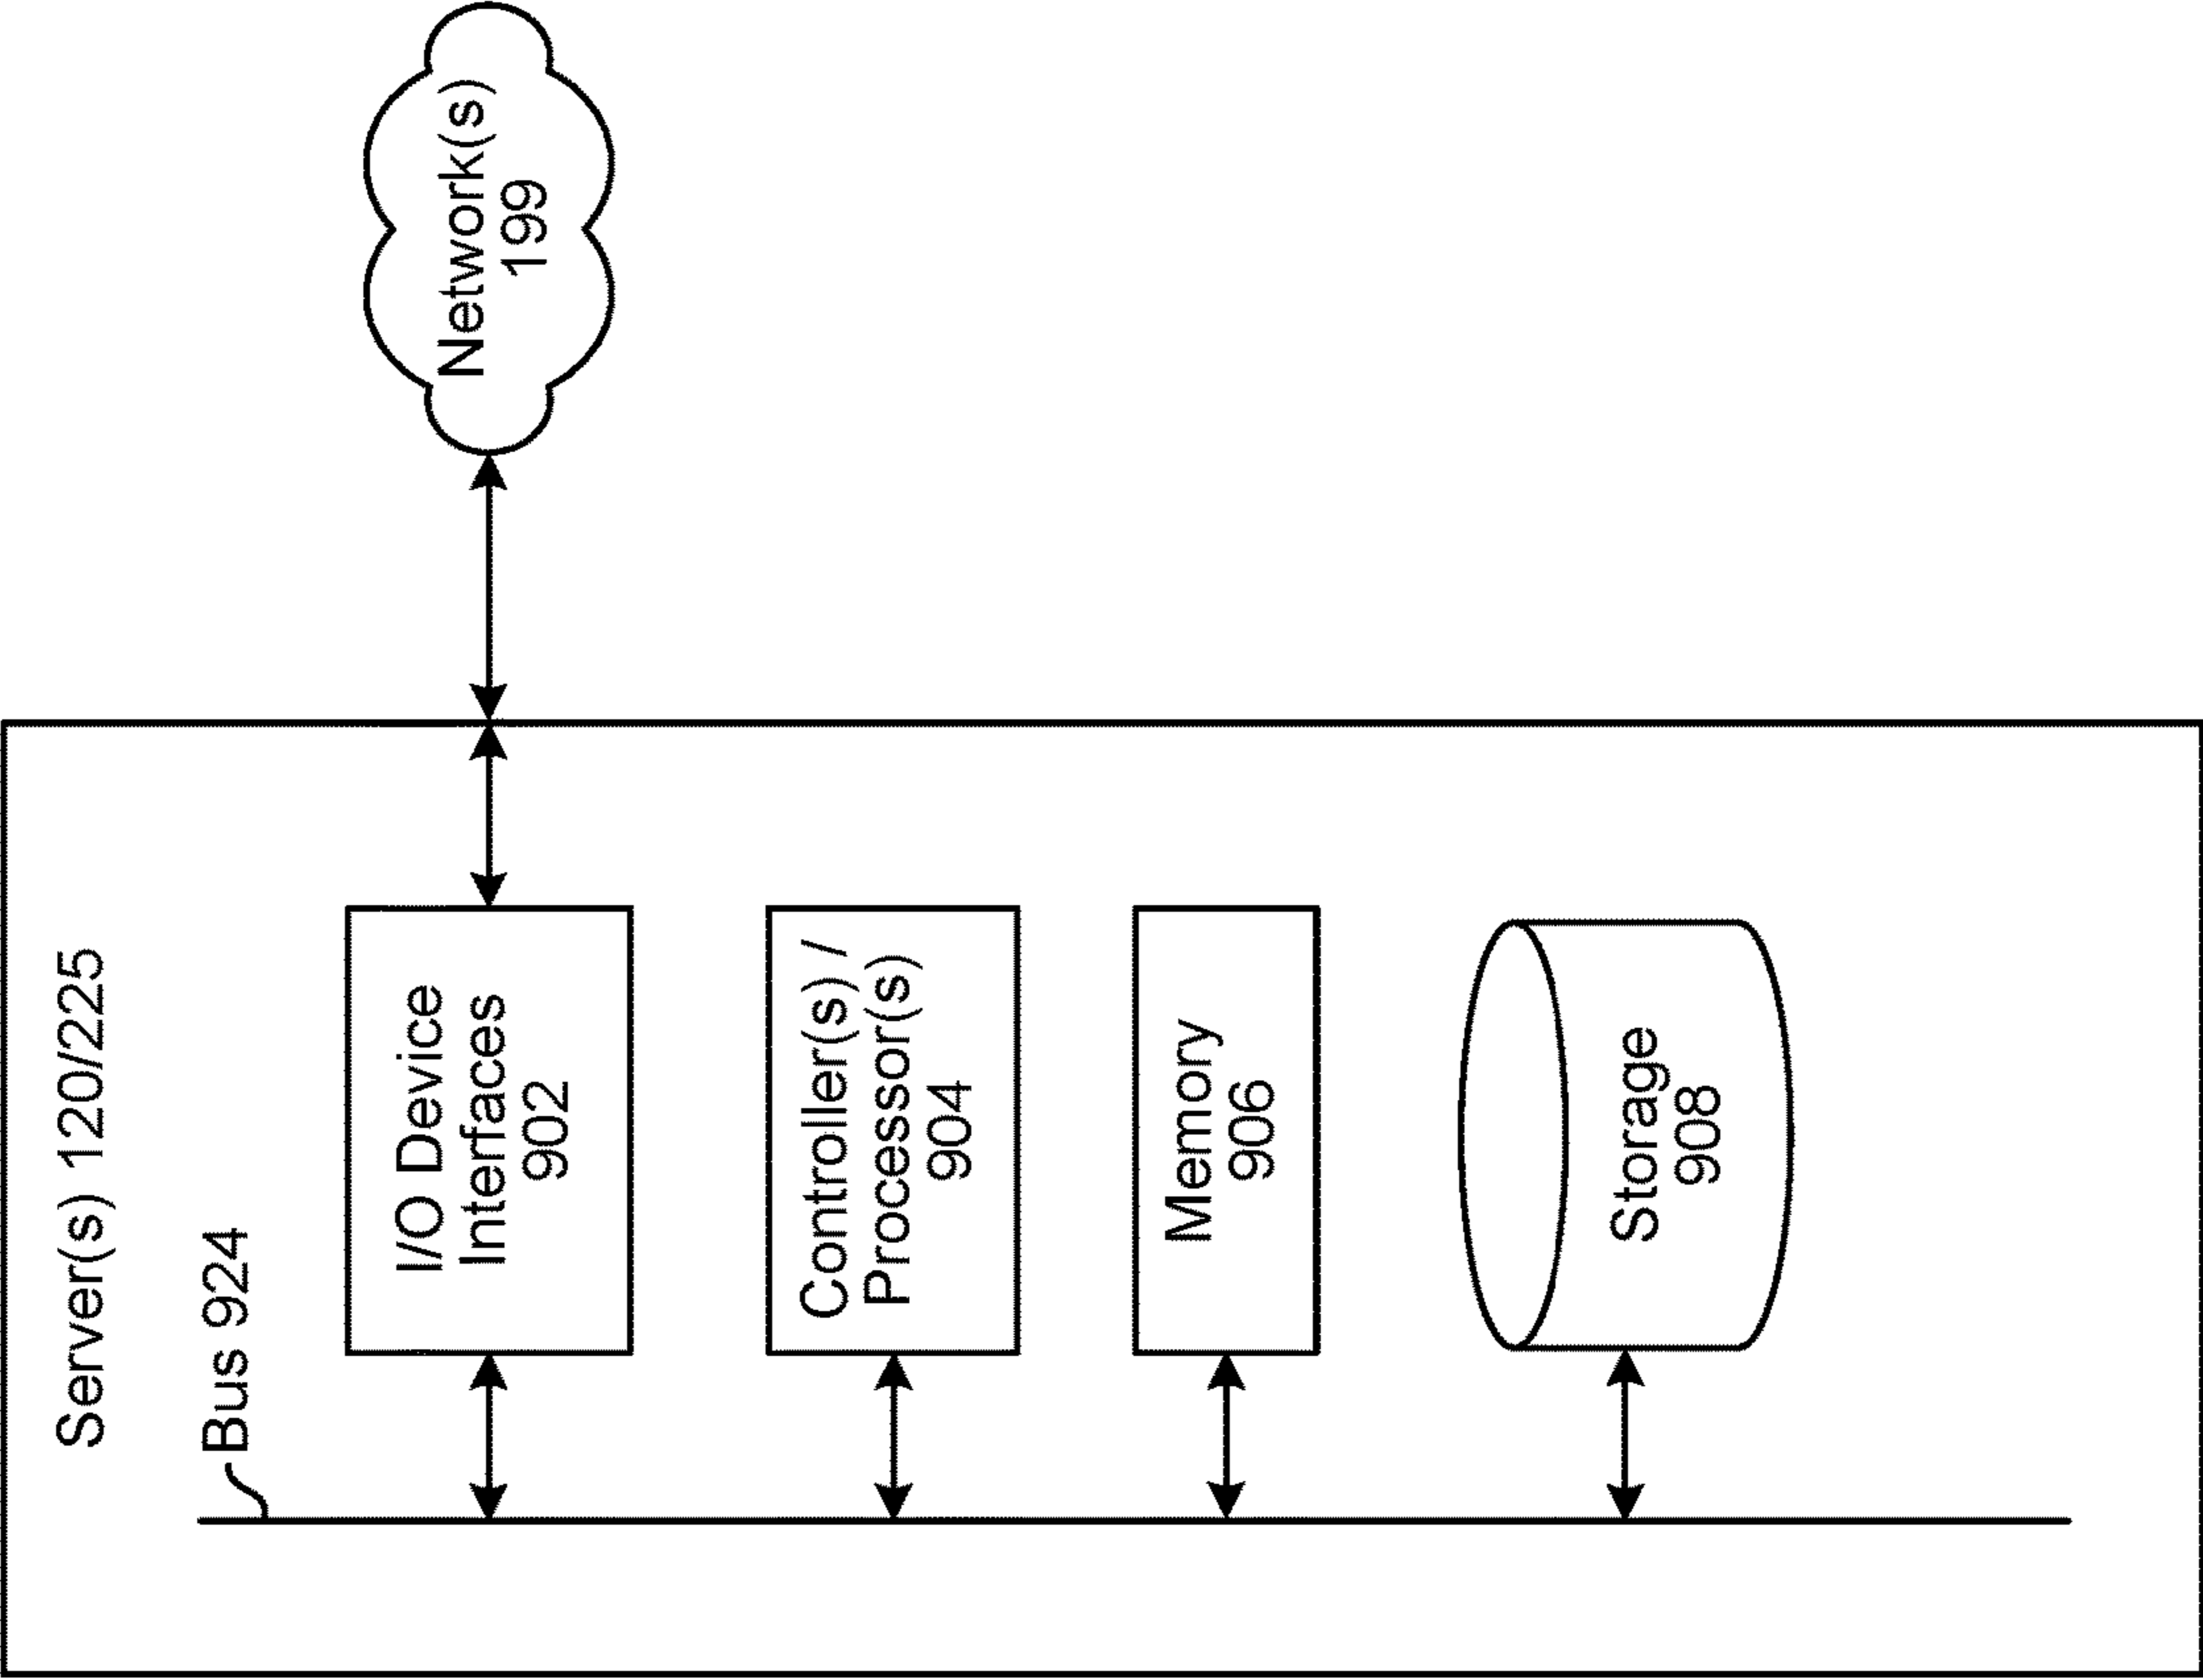 Server(s) 120/225
Bus 924
I/O Device
Interfaces
902
Network(s)
199
Controller(s) /
Processor(s)
904
Memory
906
Storage
908